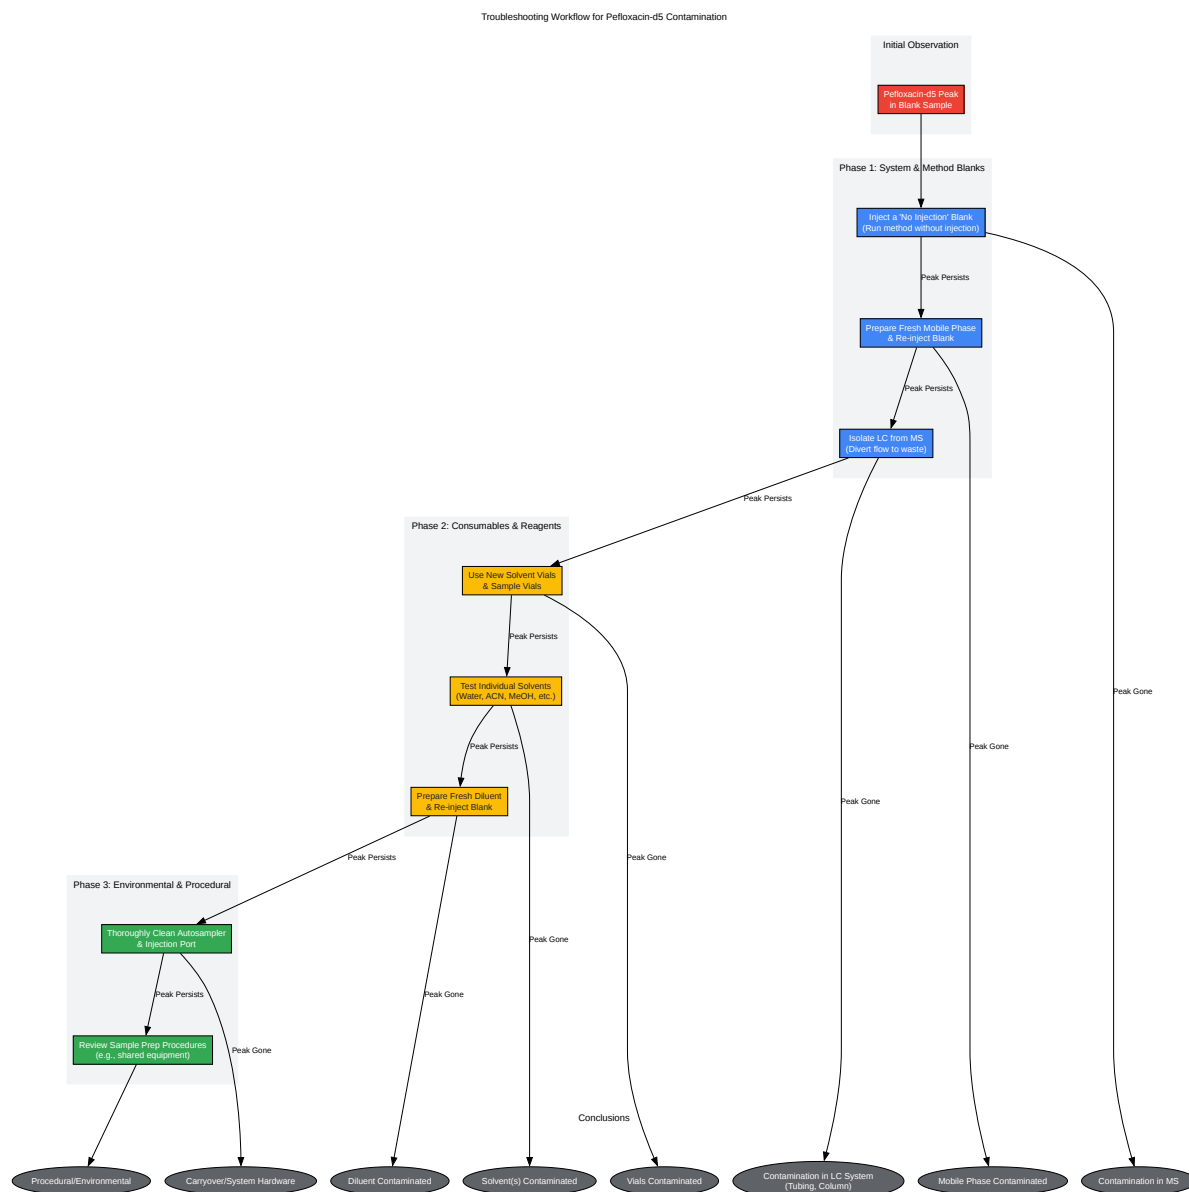 Troubleshooting Workflow for Pefloxacin-d5 Contamination
Initial Observation
Pefloxacin-d5 Peak
in Blank Sample
Phase 1: System & Method Blanks
Inject a 'No Injection' Blank
(Run method without injection)
Peak Persists
Prepare Fresh Mobile Phase
& Re-inject Blank
Peak Persists
Isolate LC from MS
(Divert flow to waste)
Peak Persists
Phase 2: Consumables & Reagents
Use New Solvent Vials
& Sample Vials
Peak Persists
Test Individual Solvents
(Water, ACN, MeOH, etc.)
Peak Gone
Peak Persists
Peak Gone
Prepare Fresh Diluent
& Re-inject Blank
Peak Gone
Peak Persists
Peak Gone
Phase 3: Environmental & Procedural
Thoroughly Clean Autosampler
& Injection Port
Peak Gone
Peak Persists
Peak Gone
Review Sample Prep Procedures
(e.g., shared equipment)
Peak Gone
Conclusions
Procedural/Environmental
Carryover/System Hardware
Diluent Contaminated
Solvent(s) Contaminated
Vials Contaminated
Contamination in LC System
(Tubing, Column)
Mobile Phase Contaminated
Contamination in MS